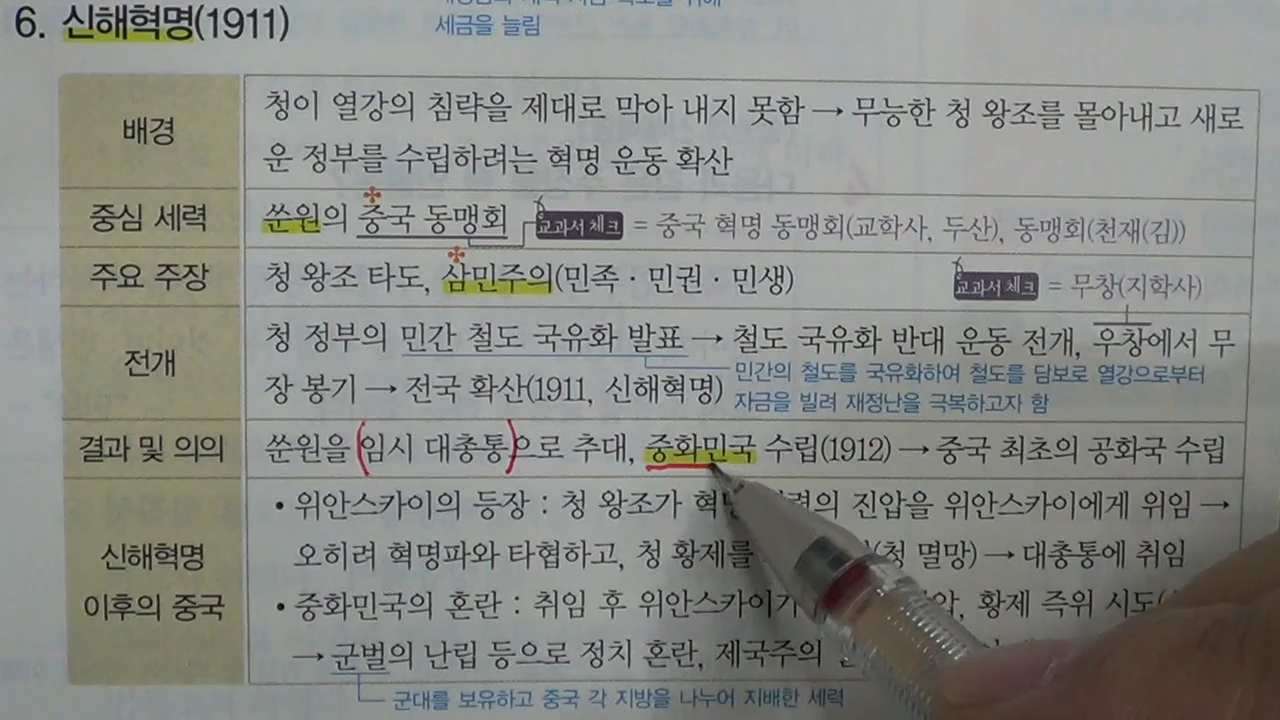 세금을 늘림
6. 신해혁명(1911)
배경
청이 열강의 침략을 제대로 막아 내지 못함 → 무능한 청 왕조를 몰아내고 새로
운 정부를 수립하려는 혁명 운동 확산
중심 세력
쑨원의 중국 동맹회 교과서 체크 = 중국 혁명 동맹회(교학사, 두산), 동맹회(천재(김))
주요 주장
청 왕조 타도, 삼민주의(민족·민권·민생) 교과서 체크 = 무창(지학사)
전개
청 정부의 민간 철도 국유화 발표 → 철도 국유화 반대 운동 전개, 우창에서 무
장 봉기 → 전국 확산(1911, 신해혁명)
민간의 철도를 국유화하여 철도를 담보로 열강으로부터
자금을 빌려 재정난을 극복하고자 함
결과 및 의의
쑨원을 임시 대총통으로 추대, 중화민국 수립(1912) → 중국 최초의 공화국 수립
신해혁명
이후의 중국
• 위안스카이의 등장 : 청 왕조가 혁명 의 진압을 위안스카이에게 위임 →
오히려 혁명파와 타협하고, 청 황제를 (청 멸망) → 대총통에 취임
• 중화민국의 혼란 : 취임 후 위안스카이가 황제 즉위 시도
→ 군벌의 난립 등으로 정치 혼란, 제국주의
군대를 보유하고 중국 각 지방을 나누어 지배한 세력